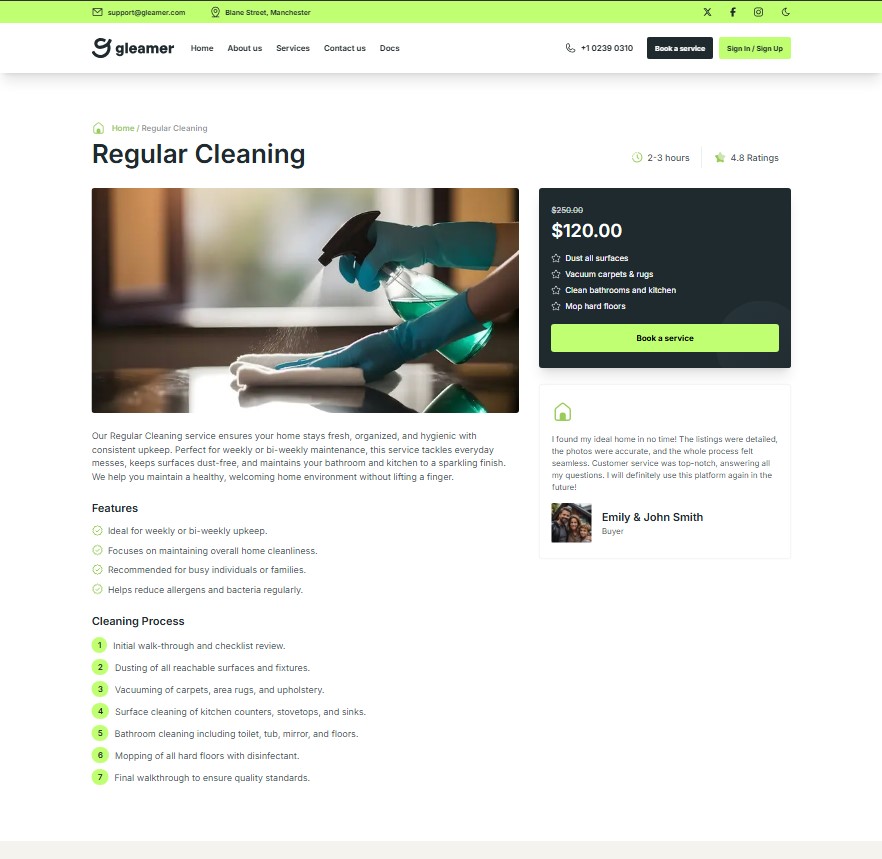 support@gleamer.com Blane Street, Manchester
gleamer Home About us Services Contact us Docs +1 0239 0310 Book a service Sign In / Sign Up
Home / Regular Cleaning
Regular Cleaning
2-3 hours 4.8 Ratings
$250.00
$120.00
Dust all surfaces
Vacuum carpets & rugs
Clean bathrooms and kitchen
Mop hard floors
Book a service
Our Regular Cleaning service ensures your home stays fresh, organized, and hygienic with
consistent upkeep. Perfect for weekly or bi-weekly maintenance, this service tackles everyday
messes, keeps surfaces dust-free, and maintains your bathroom and kitchen to a sparkling finish.
We help you maintain a healthy, welcoming home environment without lifting a finger.
Features
Ideal for weekly or bi-weekly upkeep.
Focuses on maintaining overall home cleanliness.
Recommended for busy individuals or families.
Helps reduce allergens and bacteria regularly.
Cleaning Process
1 Initial walk-through and checklist review.
2 Dusting of all reachable surfaces and fixtures.
3 Vacuuming of carpets, area rugs, and upholstery.
4 Surface cleaning of kitchen counters, stovetops, and sinks.
5 Bathroom cleaning including toilet, tub, mirror, and floors.
6 Mopping of all hard floors with disinfectant.
7 Final walkthrough to ensure quality standards.
I found my ideal home in no time! The listings were detailed,
the photos were accurate, and the whole process felt
seamless. Customer service was top-notch, answering all
my questions. I will definitely use this platform again in the
future!
Emily & John Smith
Buyer